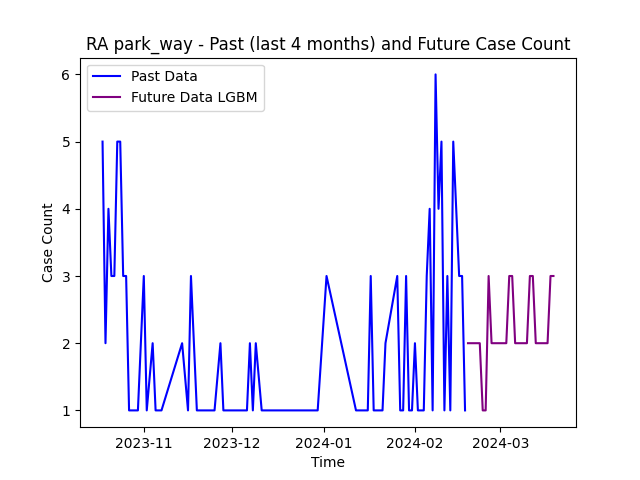 RA park_way - Past (last 4 months) and Future Case Count
Past Data
Future Data LGBM
Case Count
6
5
4
3
2
1
2023-11
2023-12
2024-01
2024-02
2024-03
Time